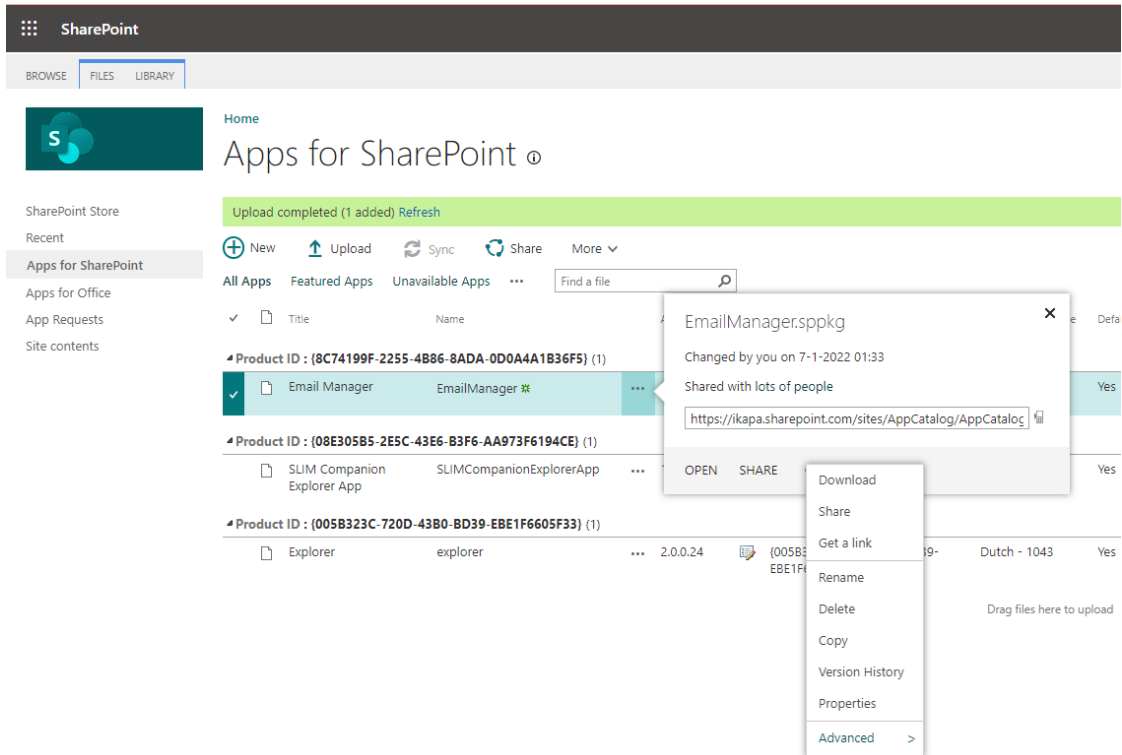 SharePoint
BROWSE FILES LIBRARY
S
Home
Apps for SharePoint
SharePoint Store
Recent
Apps for SharePoint
Apps for Office
App Requests
Site contents
Upload completed (1 added) Refresh
New Upload Sync Share More
All Apps Featured Apps Unavailable Apps ••• Find a file
Title Name Defa
Product ID : {8C74199F-2255-4B86-8ADA-0D0A4A1B36F5} (1)
Email Manager EmailManager ••• Yes
Product ID : {08E305B5-2E5C-43E6-B3F6-AA973F6194CE} (1)
SLIM Companion SLIMCompanionExplorerApp ••• Yes
Explorer App
Product ID : {005B323C-720D-43B0-BD39-EBE1F6605F33} (1)
Explorer explorer ••• 2.0.0.24 {005B3 39- Dutch - 1043 Yes
EBE1F6
Drag files here to upload
EmailManager.sppkg
Changed by you on 7-1-2022 01:33
Shared with lots of people
https://ikapa.sharepoint.com/sites/AppCatalog/AppCatalog
OPEN SHARE
Download
Share
Get a link
Rename
Delete
Copy
Version History
Properties
Advanced >